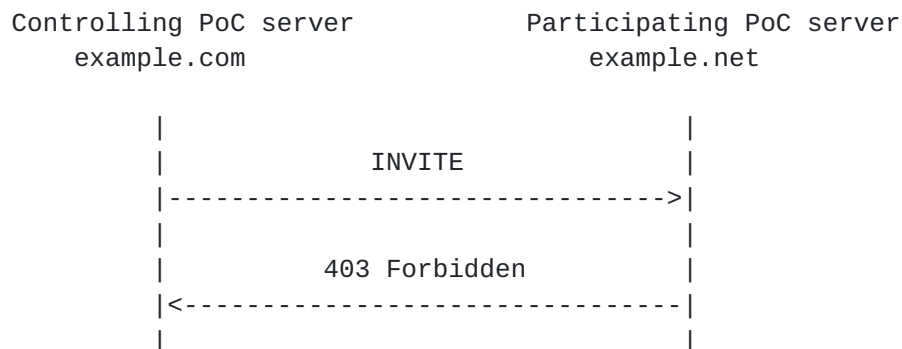 Controlling PoC server Participating PoC server
example.com example.net
INVITE
403 Forbidden